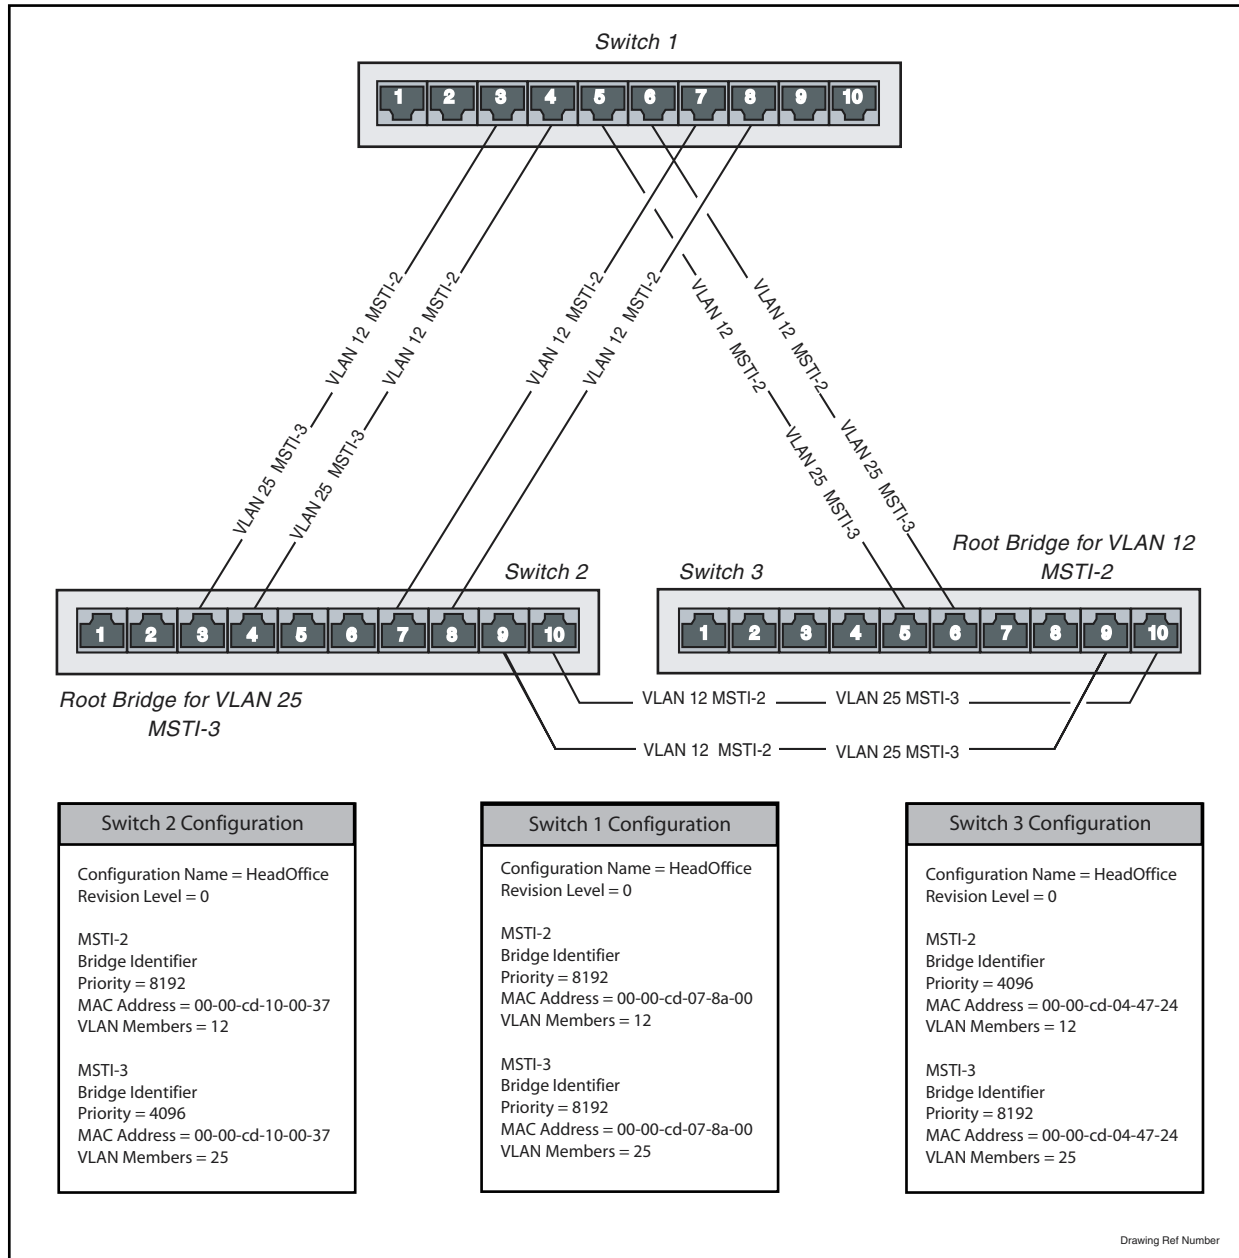 Switch 1
1 2 3 4 5 6 7 8 9 10
VLAN 12 MSTI-2
VLAN 25 MSTI-3
VLAN 12 MSTI-2
VLAN 25 MSTI-3
VLAN 12 MSTI-2
VLAN 12 MSTI-2
VLAN 12 MSTI-2
VLAN 25 MSTI-3
VLAN 12 MSTI-2
VLAN 25 MSTI-3
Root Bridge for VLAN 12
MSTI-2
Switch 2
1 2 3 4 5 6 7 8 9 10
Root Bridge for VLAN 25
MSTI-3
Switch 3
1 2 3 4 5 6 7 8 9 10
VLAN 12 MSTI-2 VLAN 25 MSTI-3
VLAN 12 MSTI-2 VLAN 25 MSTI-3
Switch 2 Configuration
Configuration Name = HeadOffice
Revision Level = 0
MSTI-2
Bridge Identifier
Priority = 8192
MAC Address = 00-00-cd-10-00-37
VLAN Members = 12
MSTI-3
Bridge Identifier
Priority = 4096
MAC Address = 00-00-cd-10-00-37
VLAN Members = 25
Switch 1 Configuration
Configuration Name = HeadOffice
Revision Level = 0
MSTI-2
Bridge Identifier
Priority = 8192
MAC Address = 00-00-cd-07-8a-00
VLAN Members = 12
MSTI-3
Bridge Identifier
Priority = 8192
MAC Address = 00-00-cd-07-8a-00
VLAN Members = 25
Switch 3 Configuration
Configuration Name = HeadOffice
Revision Level = 0
MSTI-2
Bridge Identifier
Priority = 4096
MAC Address = 00-00-cd-04-47-24
VLAN Members = 12
MSTI-3
Bridge Identifier
Priority = 8192
MAC Address = 00-00-cd-04-47-24
VLAN Members = 25
Drawing Ref Number